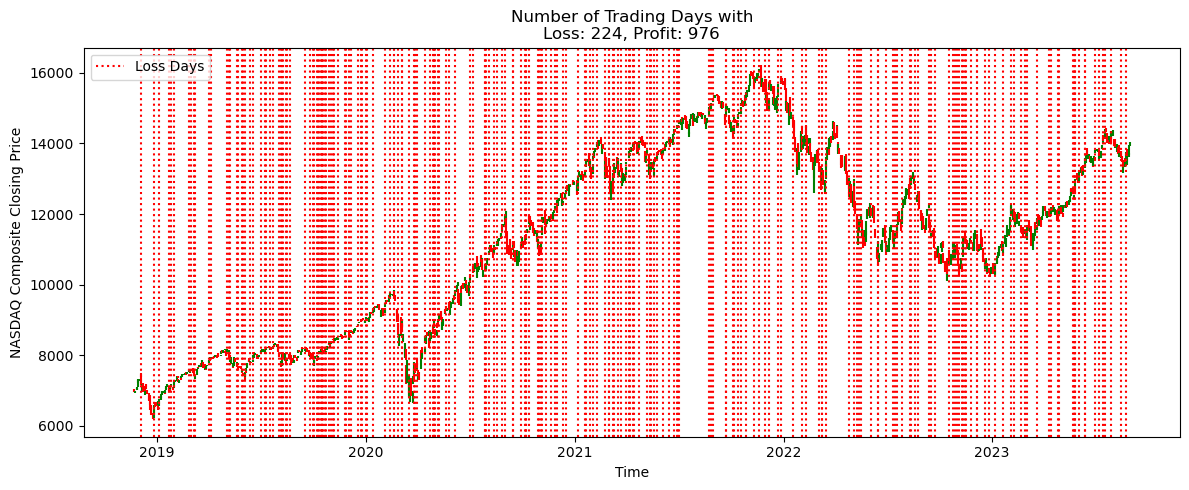 Number of Trading Days with
Loss: 224, Profit: 976
Loss Days
NASDAQ Composite Closing Price
16000
14000
12000
10000
8000
6000
2019
2020
2021
2022
2023
Time